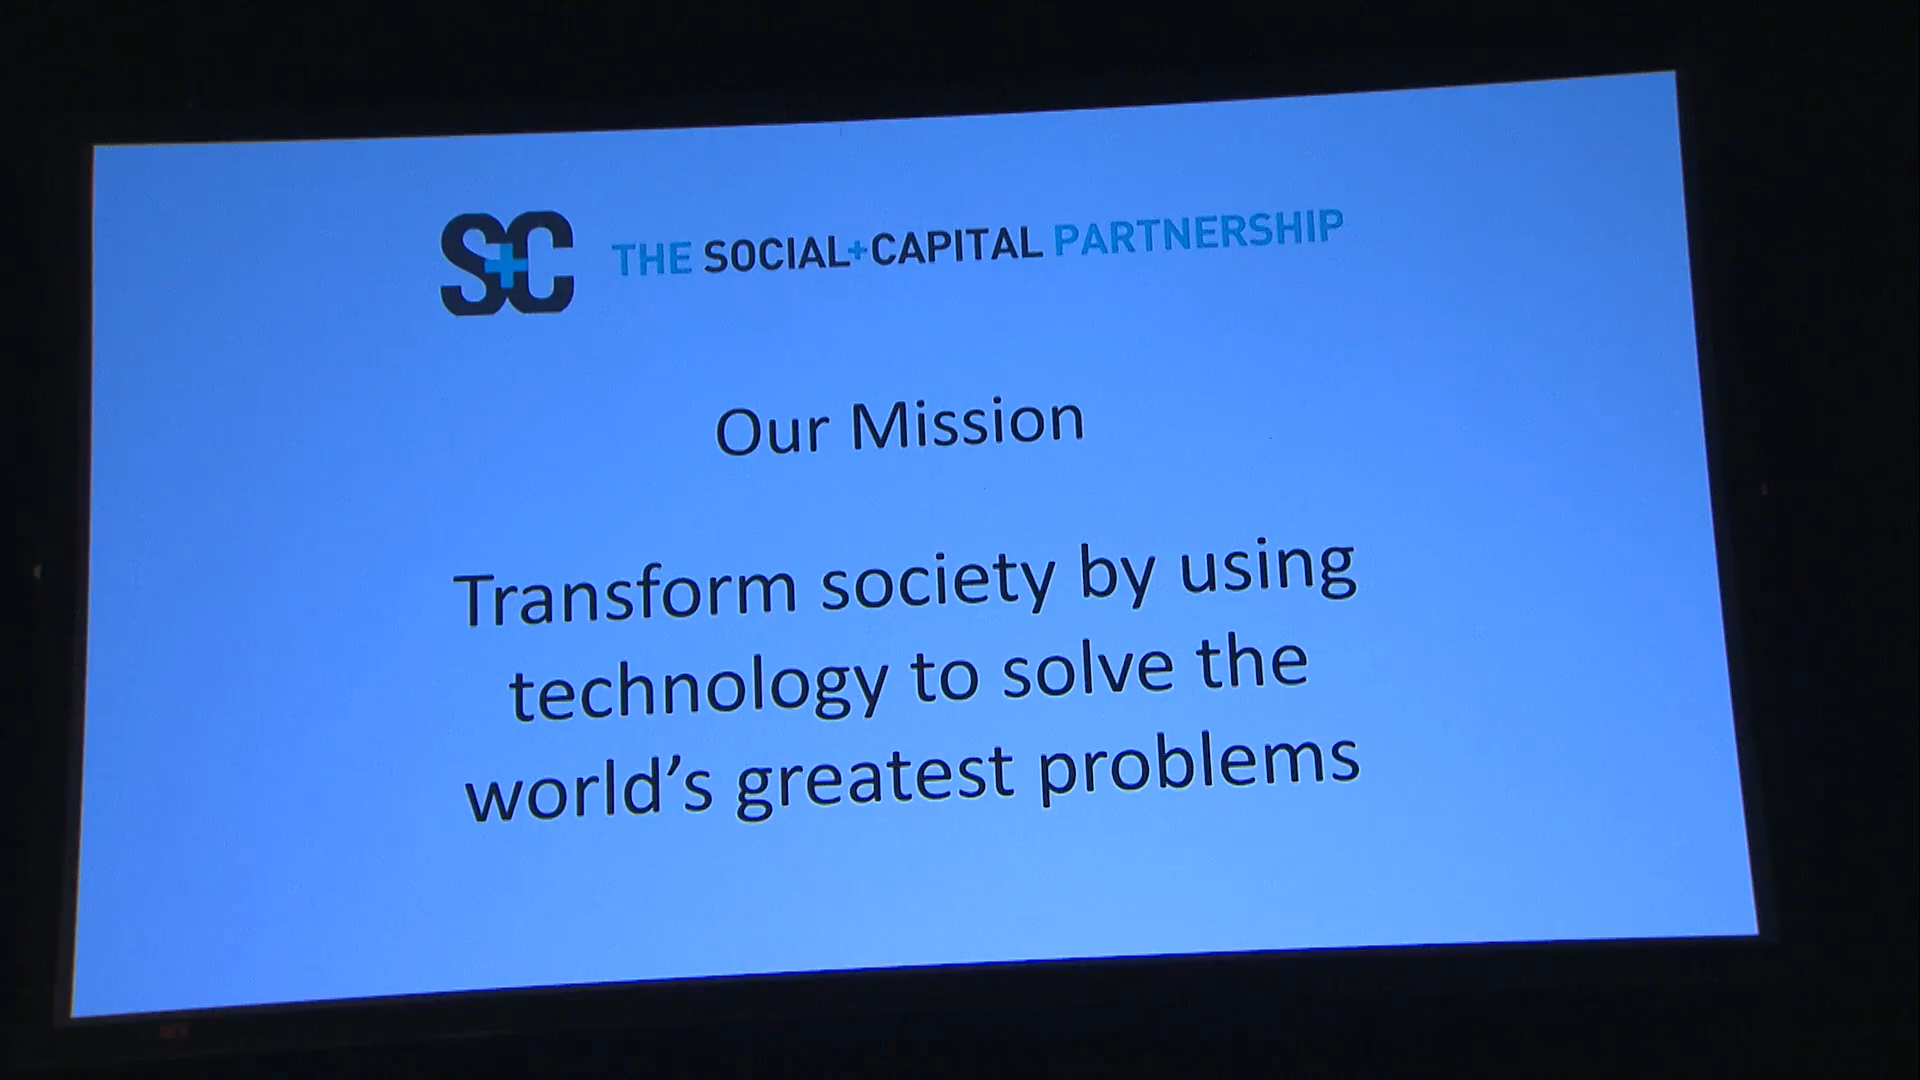 S+C THE SOCIAL+CAPITAL PARTNERSHIP
Our Mission
Transform society by using
technology to solve the
world’s greatest problems